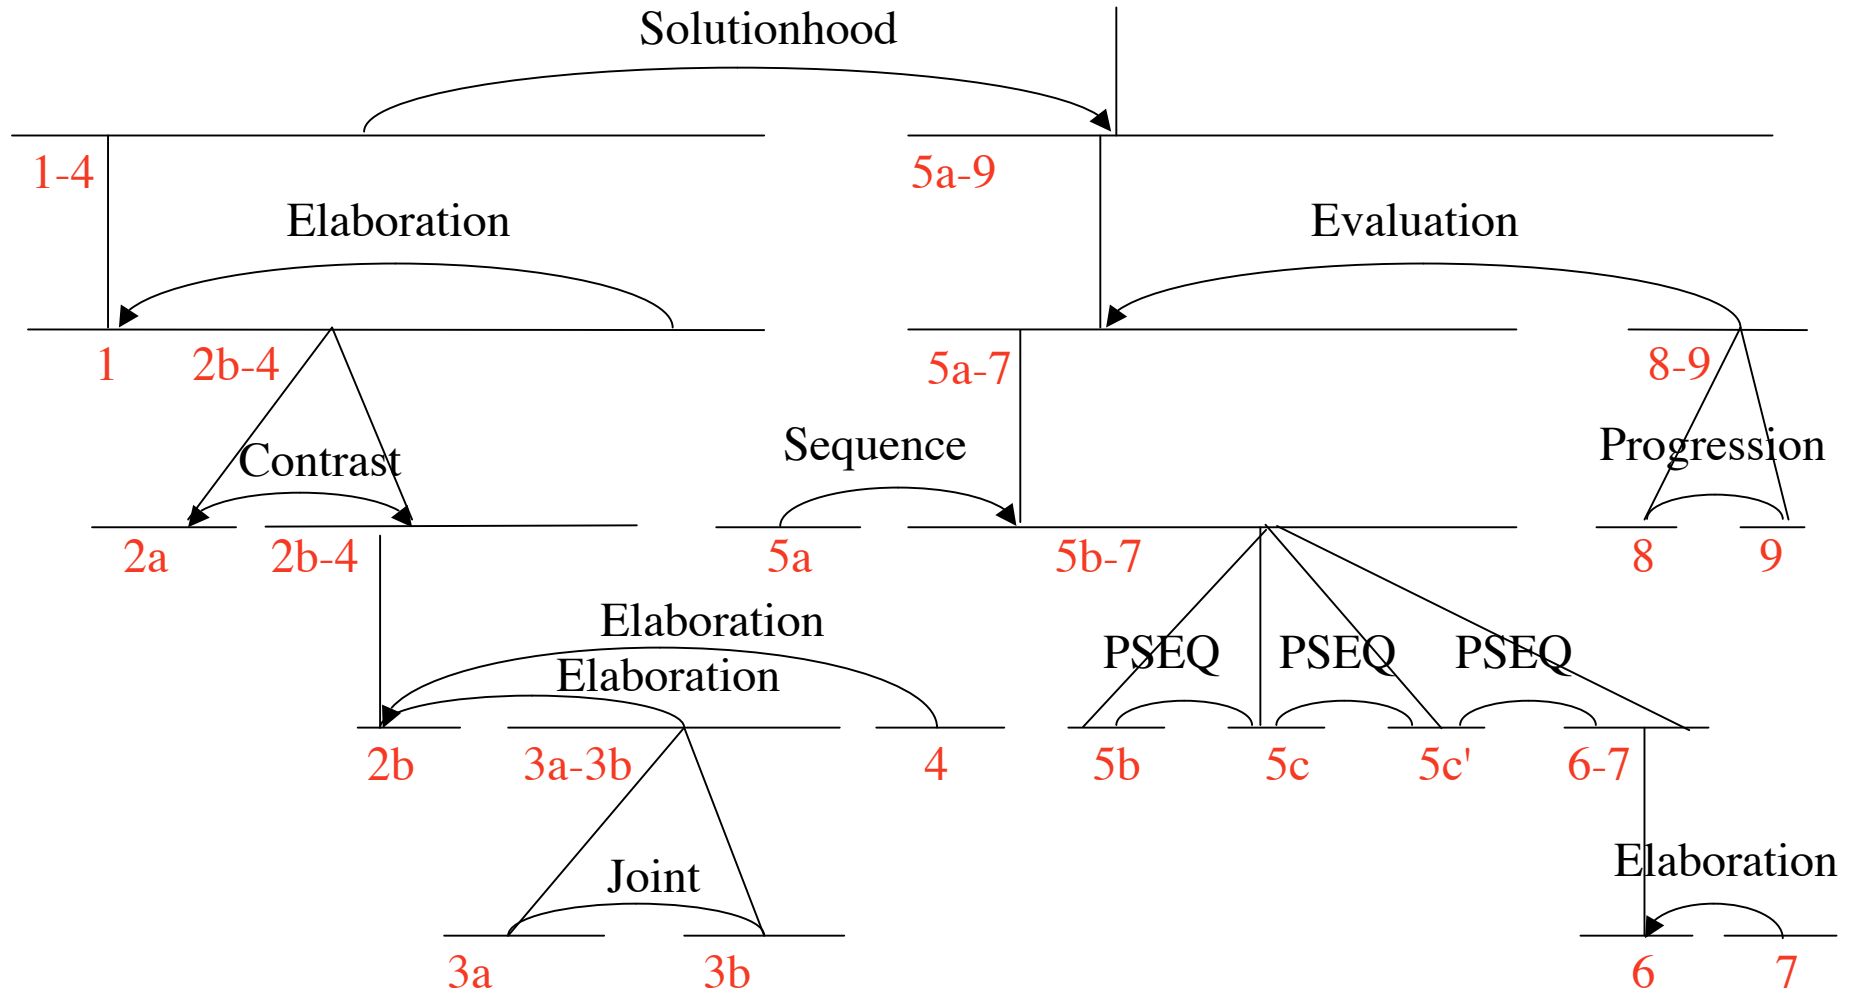 Solutionhood
1-4
5a-9
Elaboration
Evaluation
1
2b-4
5a-7
8-9
Contrast
Sequence
Progression
2a
2b-4
5a
5b-7
8
9
Elaboration
Elaboration
PSEQ
PSEQ
PSEQ
2b
3a-3b
4
5b
5c
5c'
6-7
Joint
Elaboration
3a
3b
6
7